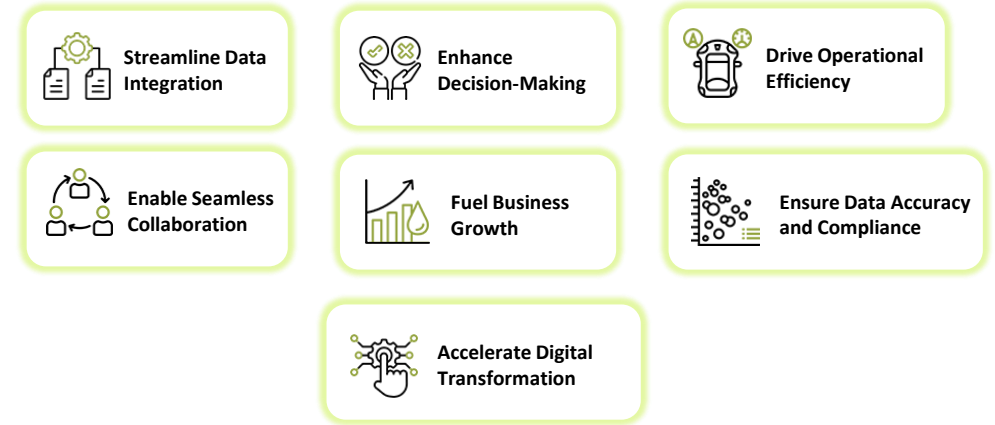 Streamline Data
Integration
Enhance
Decision-Making
Drive Operational
Efficiency
Enable Seamless
Collaboration
Fuel Business
Growth
Ensure Data Accuracy
and Compliance
Accelerate Digital
Transformation